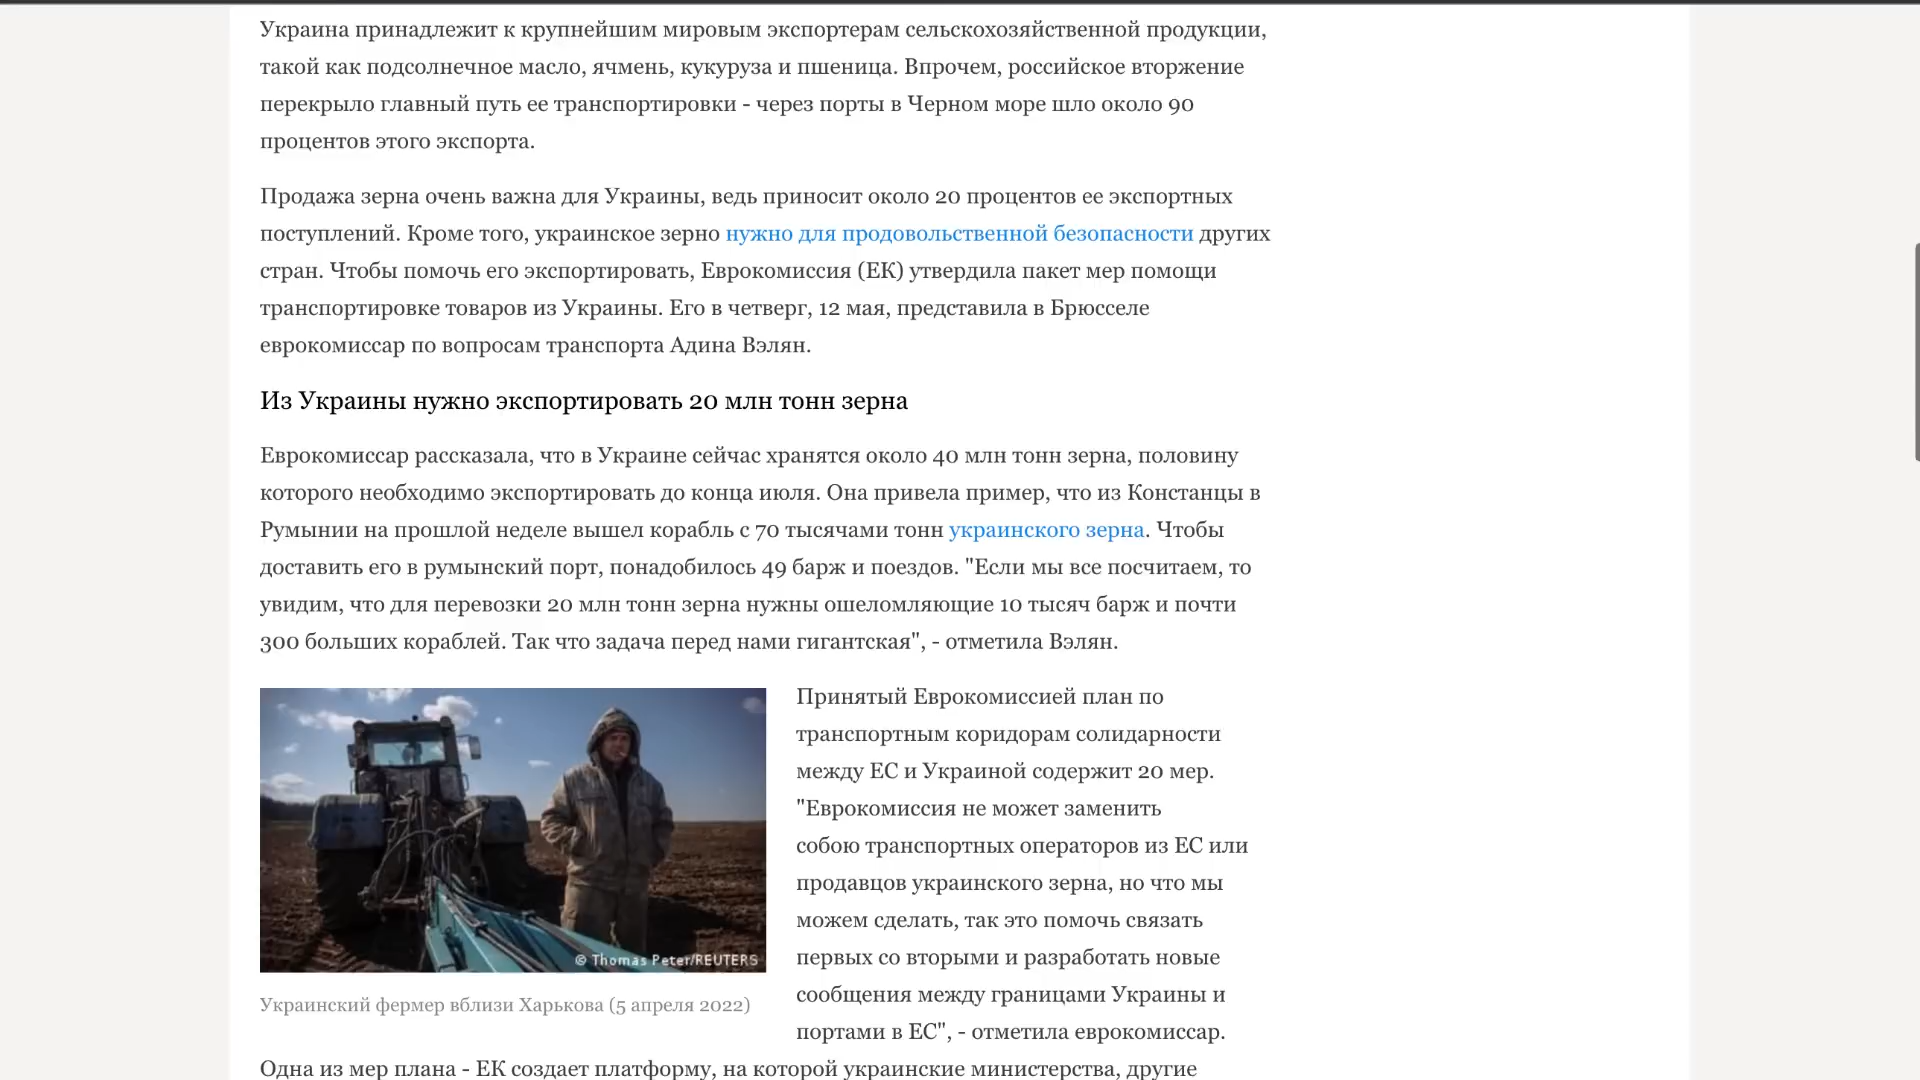 Украина принадлежит к крупнейшим мировым экспортерам сельскохозяйственной продукции,
такой как подсолнечное масло, ячмень, кукуруза и пшеница. Впрочем, российское вторжение
перекрыло главный путь ее транспортировки - через порты в Черном море шло около 90
процентов этого экспорта.
Продажа зерна очень важна для Украины, ведь приносит около 20 процентов ее экспортных
поступлений. Кроме того, украинское зерно нужно для продовольственной безопасности других
стран. Чтобы помочь его экспортировать, Еврокомиссия (ЕК) утвердила пакет мер помощи
транспортировке товаров из Украины. Его в четверг, 12 мая, представила в Брюсселе
еврокомиссар по вопросам транспорта Адина Вэлян.
Из Украины нужно экспортировать 20 млн тонн зерна
Еврокомиссар рассказала, что в Украине сейчас хранятся около 40 млн тонн зерна, половину
которого необходимо экспортировать до конца июля. Она привела пример, что из Констанцы в
Румынии на прошлой неделе вышел корабль с 70 тысячами тонн украинского зерна. Чтобы
доставить его в румынский порт, понадобилось 49 барж и поездов. "Если мы все посчитаем, то
увидим, что для перевозки 20 млн тонн зерна нужны ошеломляющие 10 тысяч барж и почти
300 больших кораблей. Так что задача перед нами гигантская", - отметила Вэлян.
© Thomas Peter/REUTERS
Украинский фермер вблизи Харькова (5 апреля 2022)
Принятый Еврокомиссией план по
транспортным коридорам солидарности
между ЕС и Украиной содержит 20 мер.
"Еврокомиссия не может заменить
собою транспортных операторов из ЕС или
продавцов украинского зерна, но что мы
можем сделать, так это помочь связать
первых со вторыми и разработать новые
сообщения между границами Украины и
портами в ЕС", - отметила еврокомиссар.
Одна из мер плана - ЕК создает платформу, на которой украинские министерства, другие